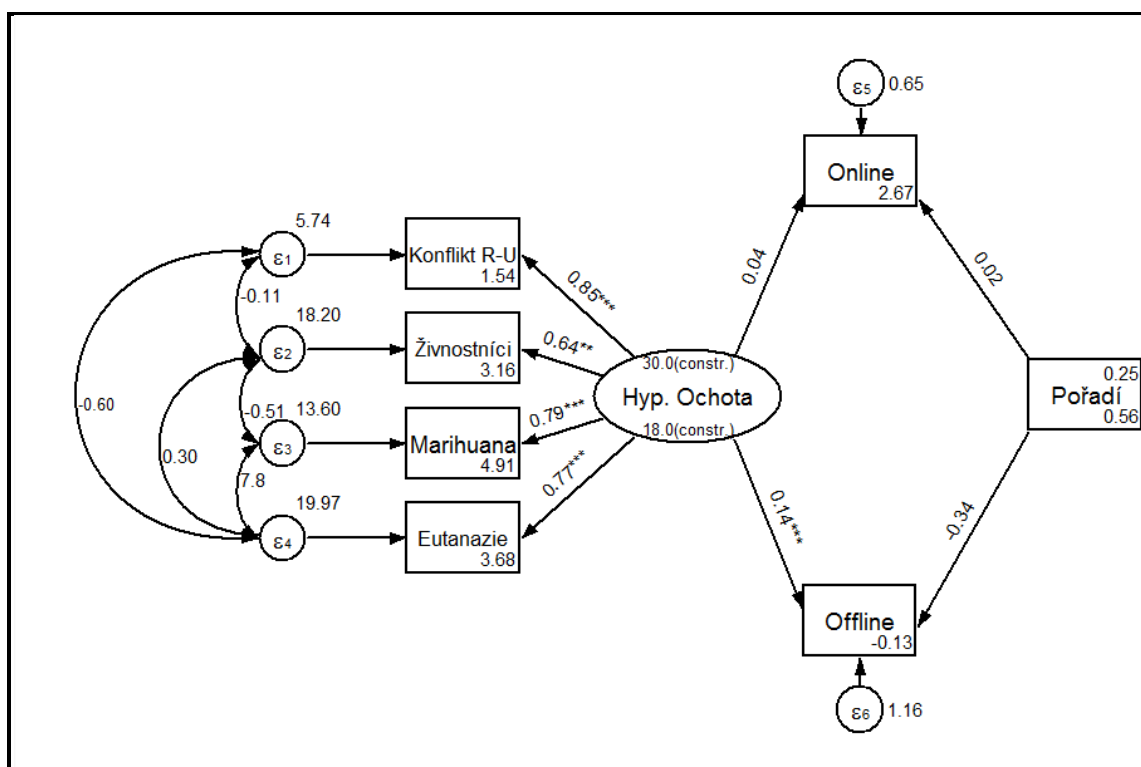 ε5 0.65
Online
2.67
5.74
ε1
Konflikt R-U
1.54
0.85***
0.04
0.02
-0.11
18.20
ε2
Živnostníci
3.16
0.64**
30.0(constr.)
Hyp. Ochota
18.0(constr.)
0.25
Pořadí
0.56
-0.60
-0.51
13.60
ε3
Marihuana
4.91
0.79***
0.30
7.8
19.97
ε4
Eutanazie
3.68
0.77***
0.14***
-0.34
Offline
-0.13
ε6 1.16